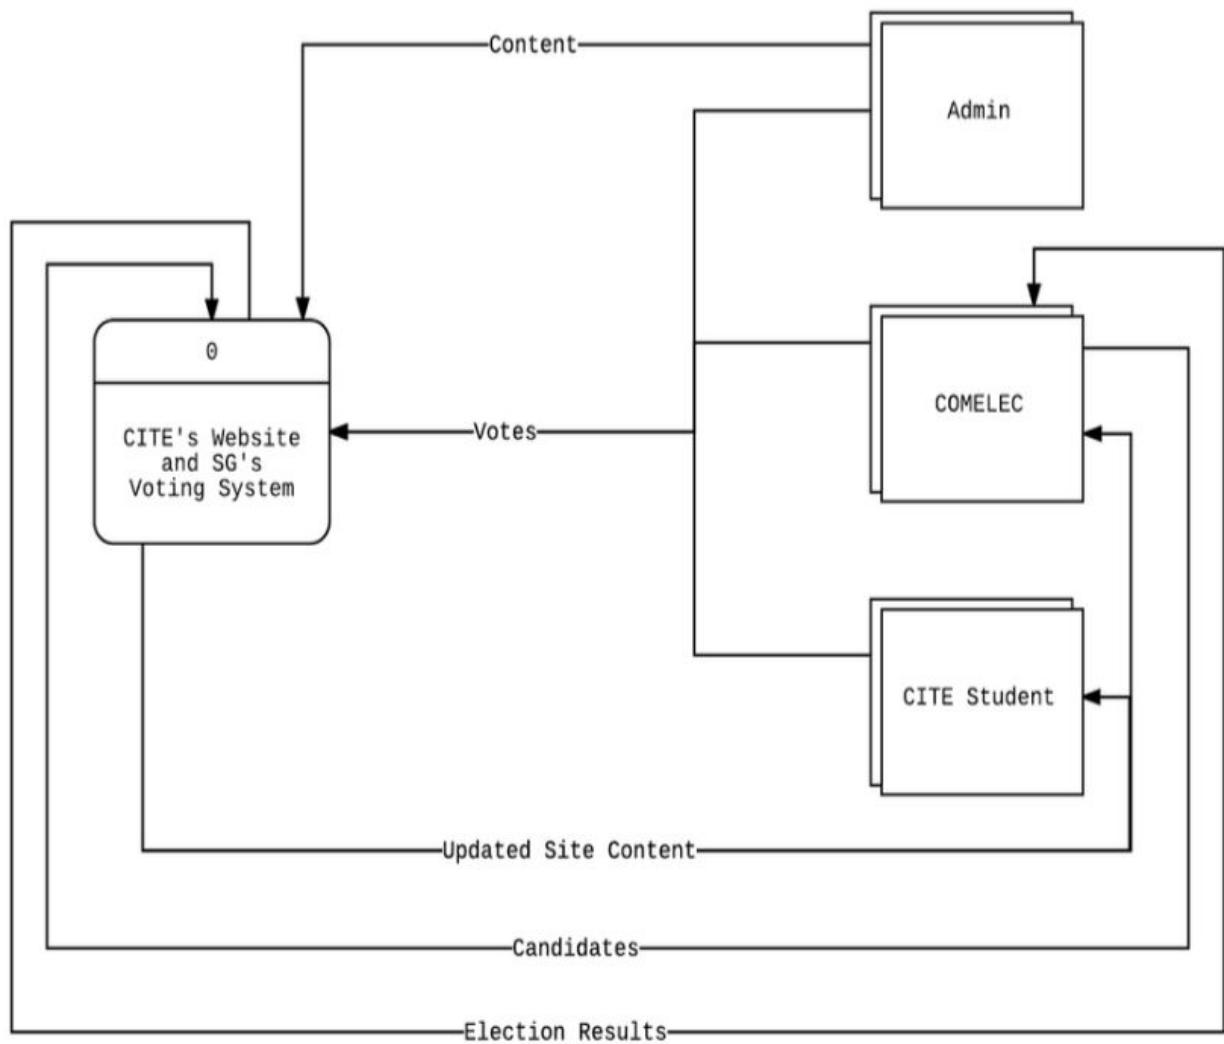 Content
Admin
0
CITE's Website
and SG's
Voting System
Votes
COMELEC
CITE Student
Updated Site Content
Candidates
Election Results